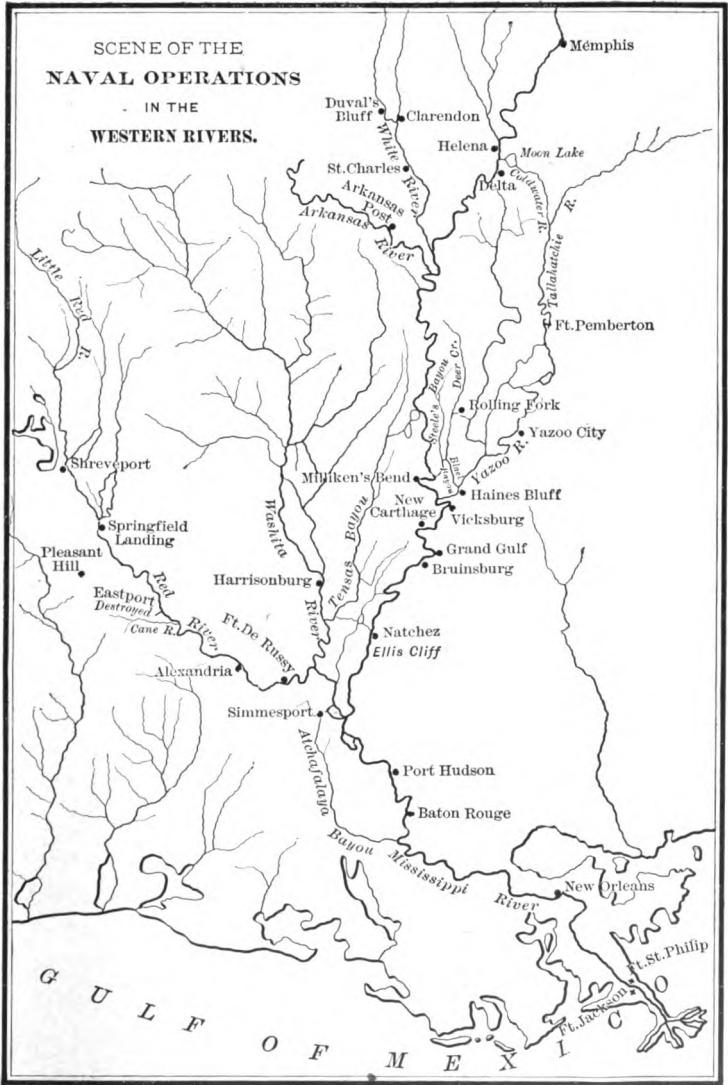 SCENE OF THE
NAVAL OPERATIONS
IN THE
WESTERN RIVERS.
Memphis
Duval's
Bluff
Clarendon
White River
Helena
Moon Lake
St. Charles
Delta
Coldwater R.
Arkansas
Post
Arkansas River
Tallahatchie R.
Little Red R.
Ft. Pemberton
Steele's Bayou
Deer Cr.
Rolling Fork
Yazoo City
Yazoo R.
Shreveport
Milliken's Bend
Black Bayou
Haines Bluff
New
Carthage
Vicksburg
Springfield
Landing
Washita River
Tensas Bayou
Grand Gulf
Bruinsburg
Pleasant
Hill
Harrisonburg
Eastport
Destroyed
Red River
Cane R.
Ft. De Russy
Natchez
Ellis Cliff
Alexandria
Simmesport
Atchafalaya Bayou
Port Hudson
Baton Rouge
Mississippi River
New Orleans
Ft. St. Philip
Ft. Jackson
GULF OF MEXICO